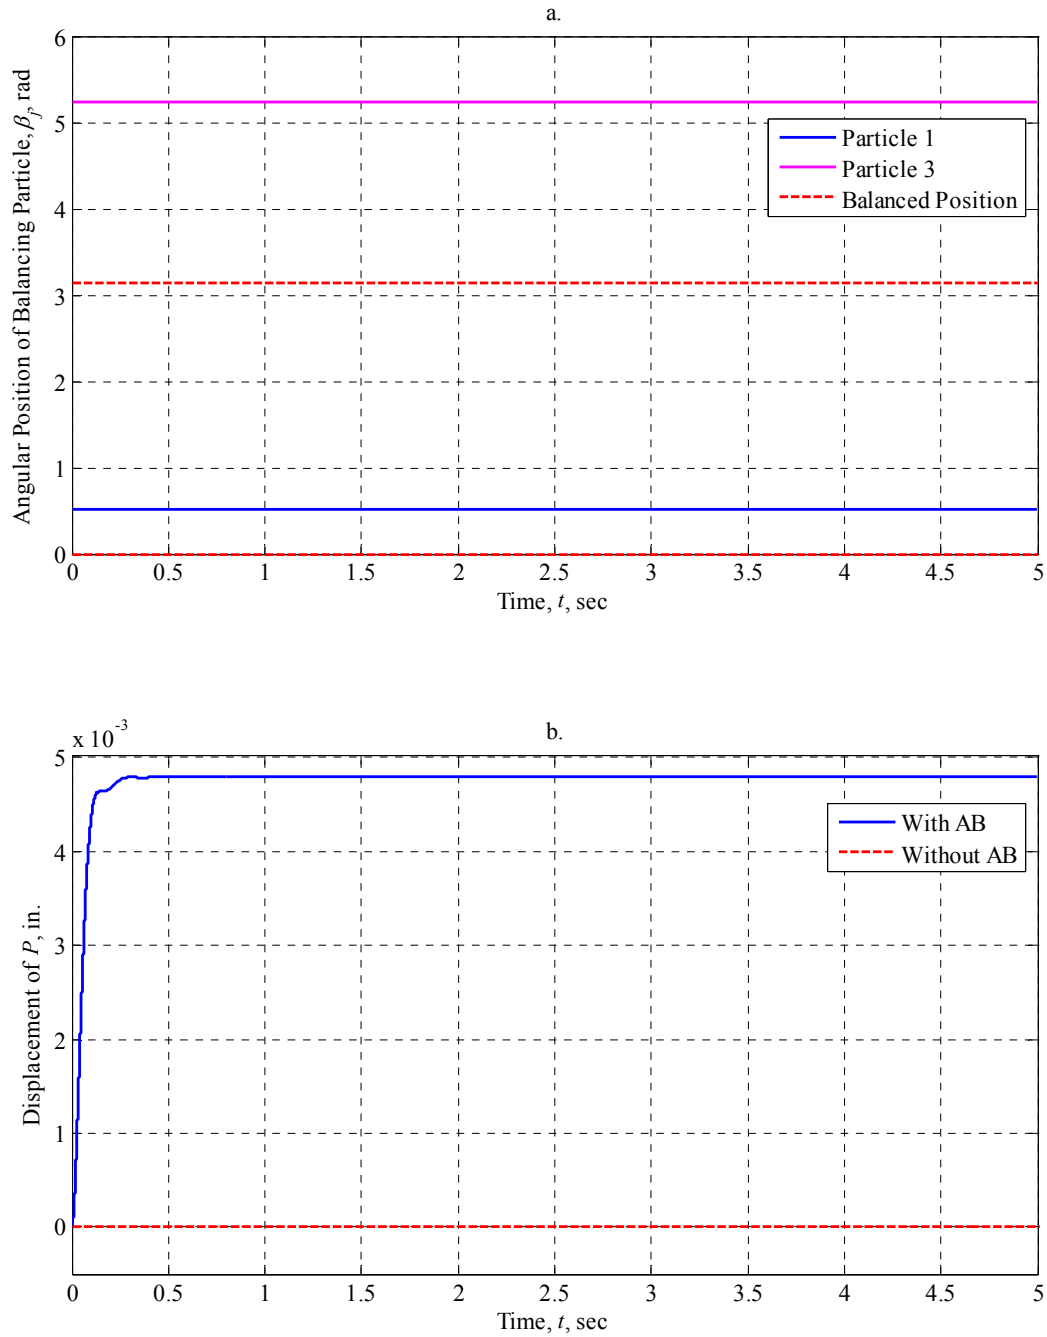 a.
6
5
4
3
2
1
0
Angular Position of Balancing Particle, βj, rad
Particle 1
Particle 3
Balanced Position
0 0.5 1 1.5 2 2.5 3 3.5 4 4.5 5
Time, t, sec
b.
x 10^-3
5
4
3
2
1
0
Displacement of P, in.
With AB
Without AB
0 0.5 1 1.5 2 2.5 3 3.5 4 4.5 5
Time, t, sec